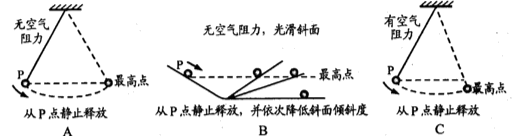 无空气
阻力
P
最高点
从P点静止释放
A
无空气阻力，光滑斜面
P
最高点
从P点静止释放，并依次降低斜面倾斜度
B
有空气
阻力
P
最高点
从P点静止释放
C